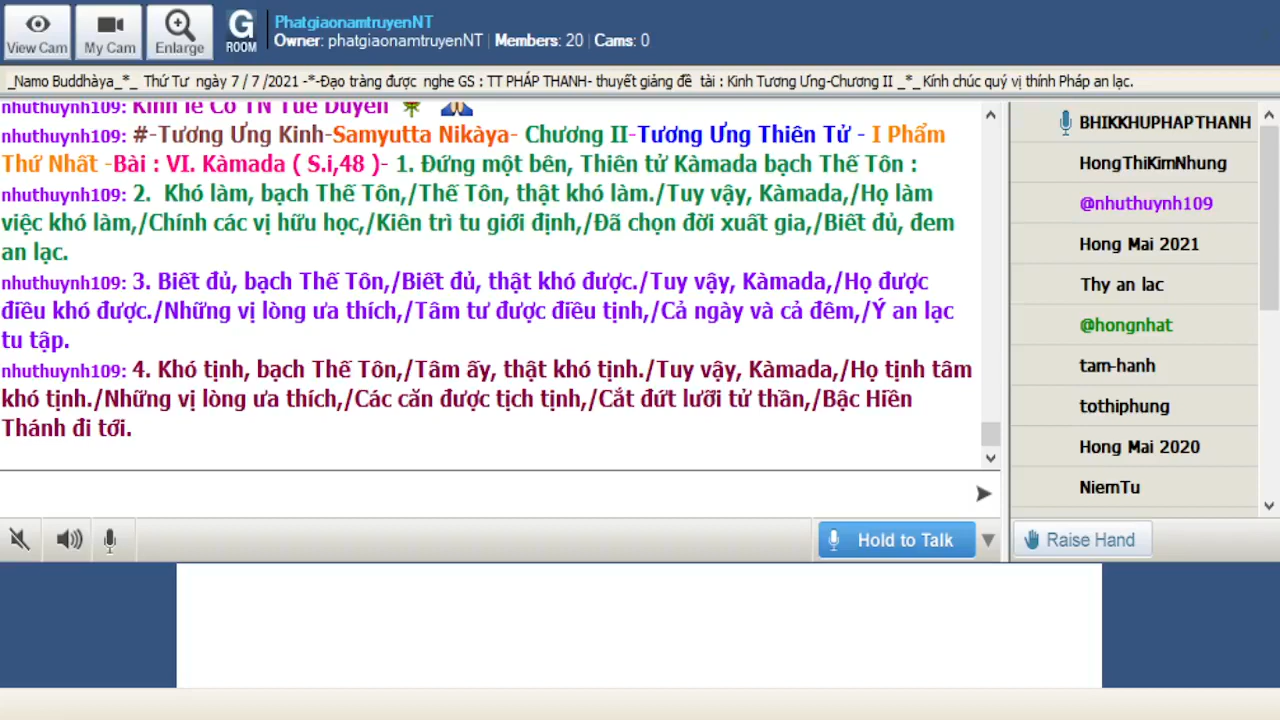 View Cam
My Cam
Enlarge
G
ROOM
PhatgiaonamtruyenNT
Owner: phatgiaonamtruyenNT | Members: 20 | Cams: 0
_Namo Buddhàya_*_ Thứ Tư ngày 7 / 7 /2021 -*-Đạo tràng được nghe GS : TT PHÁP THANH- thuyết giảng đề tài : Kinh Tương Ưng-Chương II _*_Kính chúc quý vị thính Pháp an lạc.
nhuthuynh109: Kính lễ Cô TN Tuệ Duyên
nhuthuynh109: #-Tương Ưng Kinh-Samyutta Nikàya- Chương II-Tương Ưng Thiên Tử - I Phẩm
Thứ Nhất -Bài : VI. Kàmada ( S.i,48 )- 1. Đứng một bên, Thiên tử Kàmada bạch Thế Tôn :
nhuthuynh109: 2. Khó làm, bạch Thế Tôn,/Thế Tôn, thật khó làm./Tuy vậy, Kàmada,/Họ làm
việc khó làm,/Chính các vị hữu học,/Kiên trì tu giới định,/Đã chọn đời xuất gia,/Biết đủ, đem
an lạc.
nhuthuynh109: 3. Biết đủ, bạch Thế Tôn,/Biết đủ, thật khó được./Tuy vậy, Kàmada,/Họ được
điều khó được./Những vị lòng ưa thích,/Tâm tư được điều tịnh,/Cả ngày và cả đêm,/Ý an lạc
tu tập.
nhuthuynh109: 4. Khó tịnh, bạch Thế Tôn,/Tâm ấy, thật khó tịnh./Tuy vậy, Kàmada,/Họ tịnh tâm
khó tịnh./Những vị lòng ưa thích,/Các căn được tịch tịnh,/Cắt đứt lưỡi tử thần,/Bậc Hiền
Thánh đi tới.
BHIKKHUPHAPTHANH
HongThiKimNhung
@nhuthuynh109
Hong Mai 2021
Thy an lac
@hongnhat
tam-hanh
tothiphung
Hong Mai 2020
NiemTu
Hold to Talk
Raise Hand